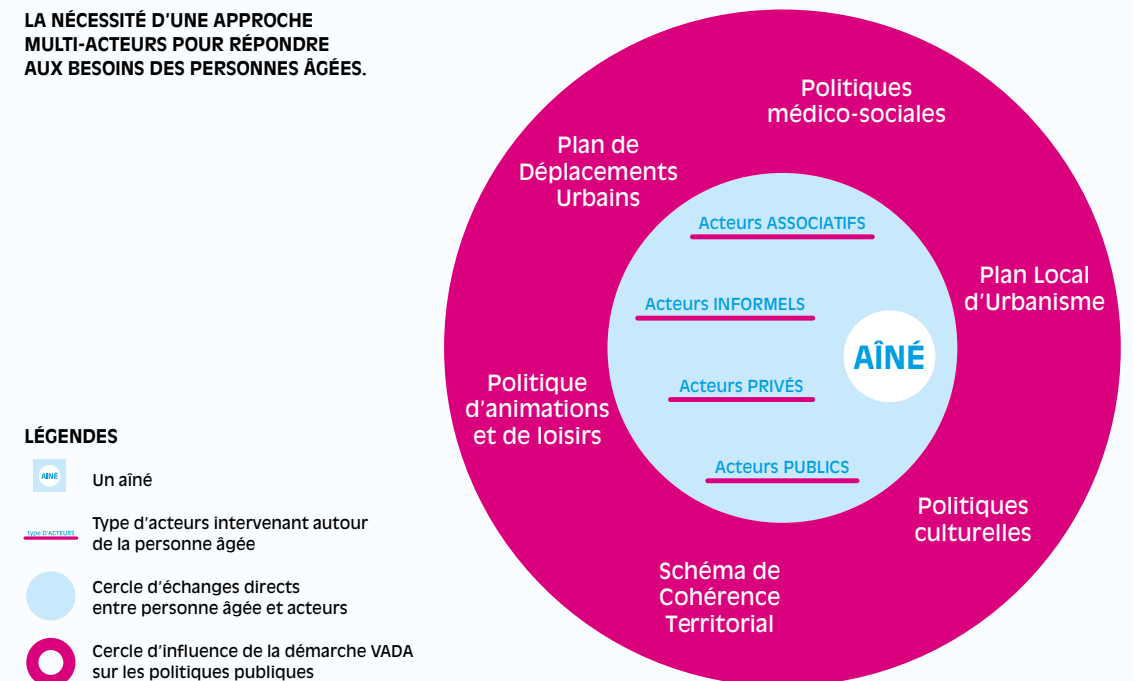 LA NÉCESSITÉ D'UNE APPROCHE
MULTI-ACTEURS POUR RÉPONDRE
AUX BESOINS DES PERSONNES ÂGÉES.
Politiques
médico-sociales
Plan de
Déplacements
Urbains
Acteurs ASSOCIATIFS
Plan Local
d'Urbanisme
Acteurs INFORMELS
AÎNÉ
Politique
d'animations
et de loisirs
Acteurs PRIVÉS
Acteurs PUBLICS
Politiques
culturelles
Schéma de
Cohérence
Territorial
LÉGENDES
AÎNÉ
Un aîné
type D'ACTEURS
Type d'acteurs intervenant autour
de la personne âgée
Cercle d'échanges directs
entre personne âgée et acteurs
Cercle d'influence de la démarche VADA
sur les politiques publiques